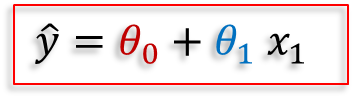 ŷ = θ₀ + θ₁ x₁